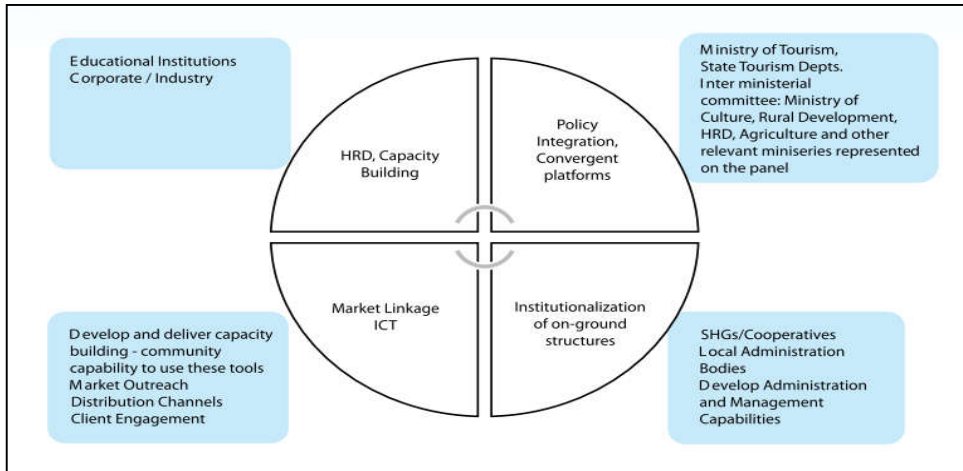 Educational Institutions
Corporate / Industry
HRD, Capacity
Building
Policy
Integration,
Convergent
platforms
Ministry of Tourism,
State Tourism Depts.
Inter ministerial
committee: Ministry of
Culture, Rural Development,
HRD, Agriculture and other
relevant miniseries represented
on the panel
Develop and deliver capacity
building - community
capability to use these tools
Market Outreach
Distribution Channels
Client Engagement
Market Linkage
ICT
Institutionalization
of on-ground
structures
SHGs/Cooperatives
Local Administration
Bodies
Develop Administration
and Management
Capabilities